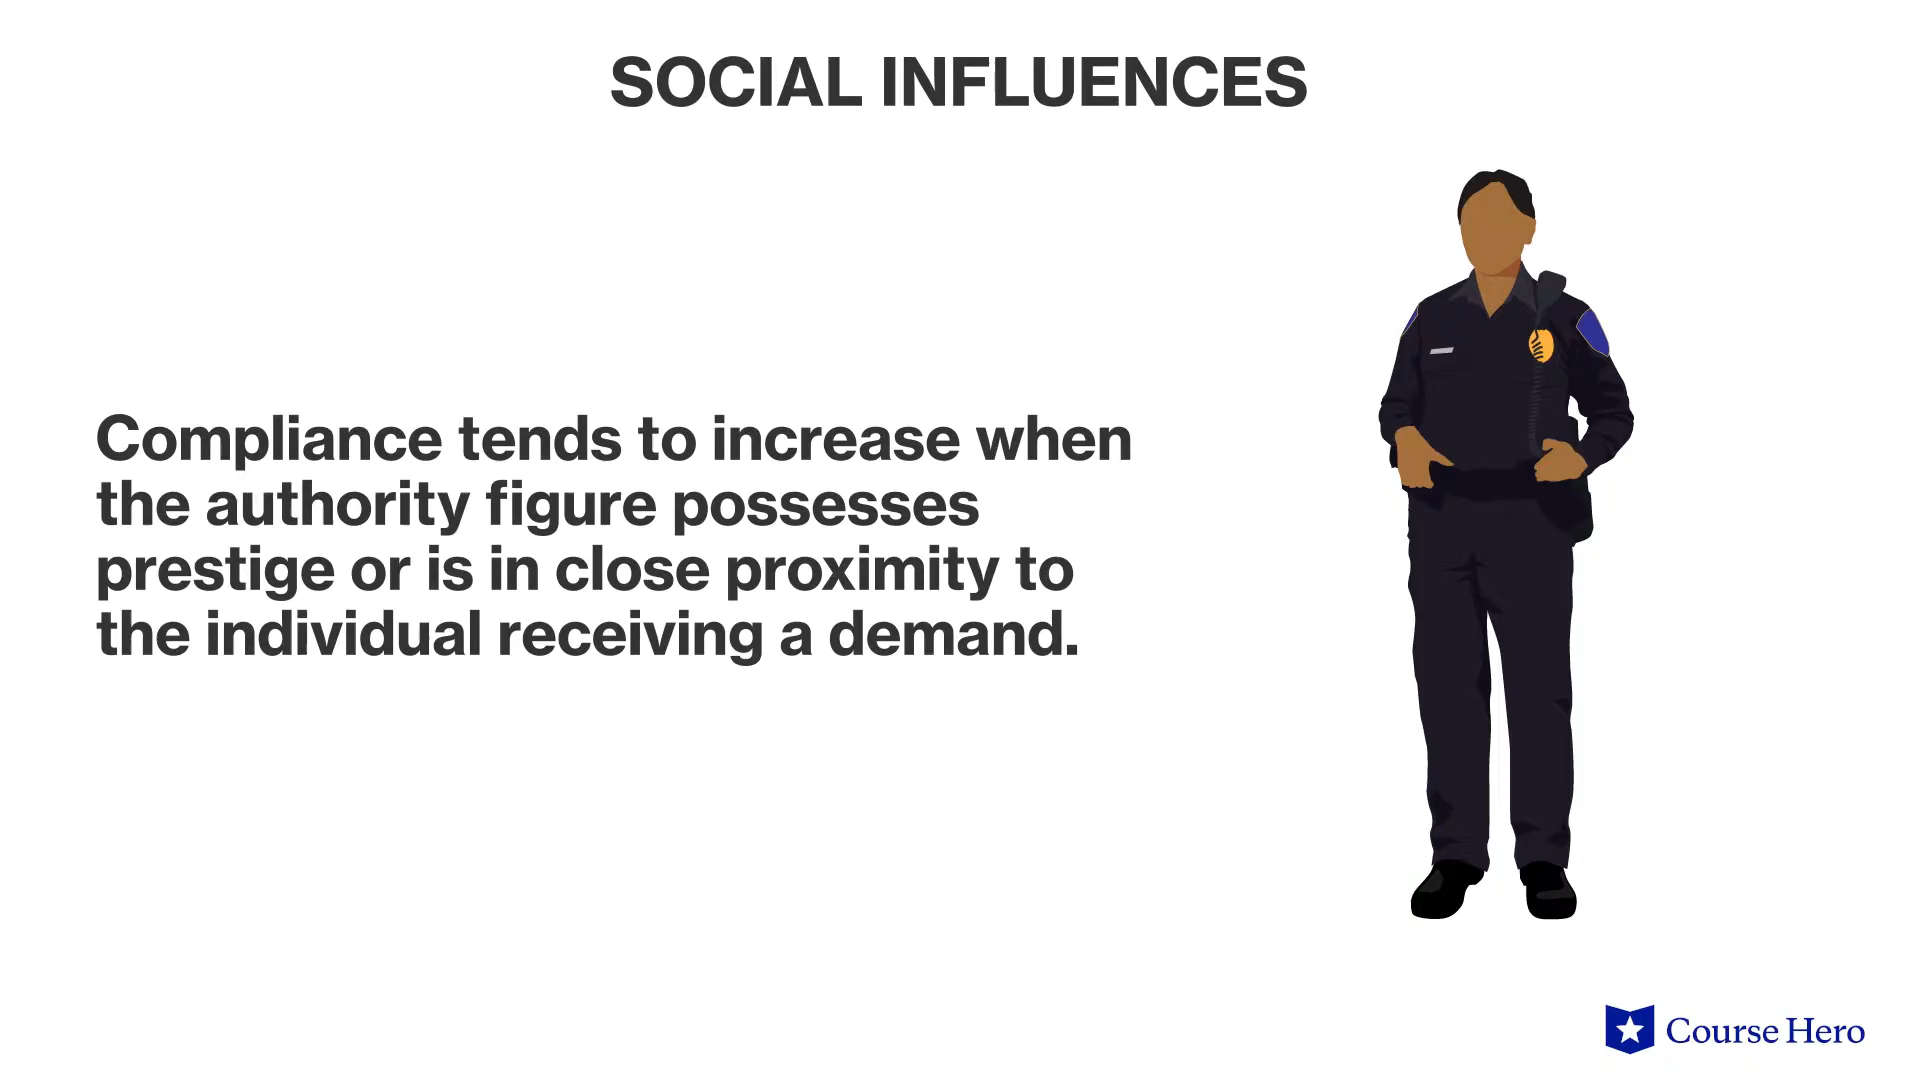 SOCIAL INFLUENCES
Compliance tends to increase when
the authority figure possesses
prestige or is in close proximity to
the individual receiving a demand.
Course Hero